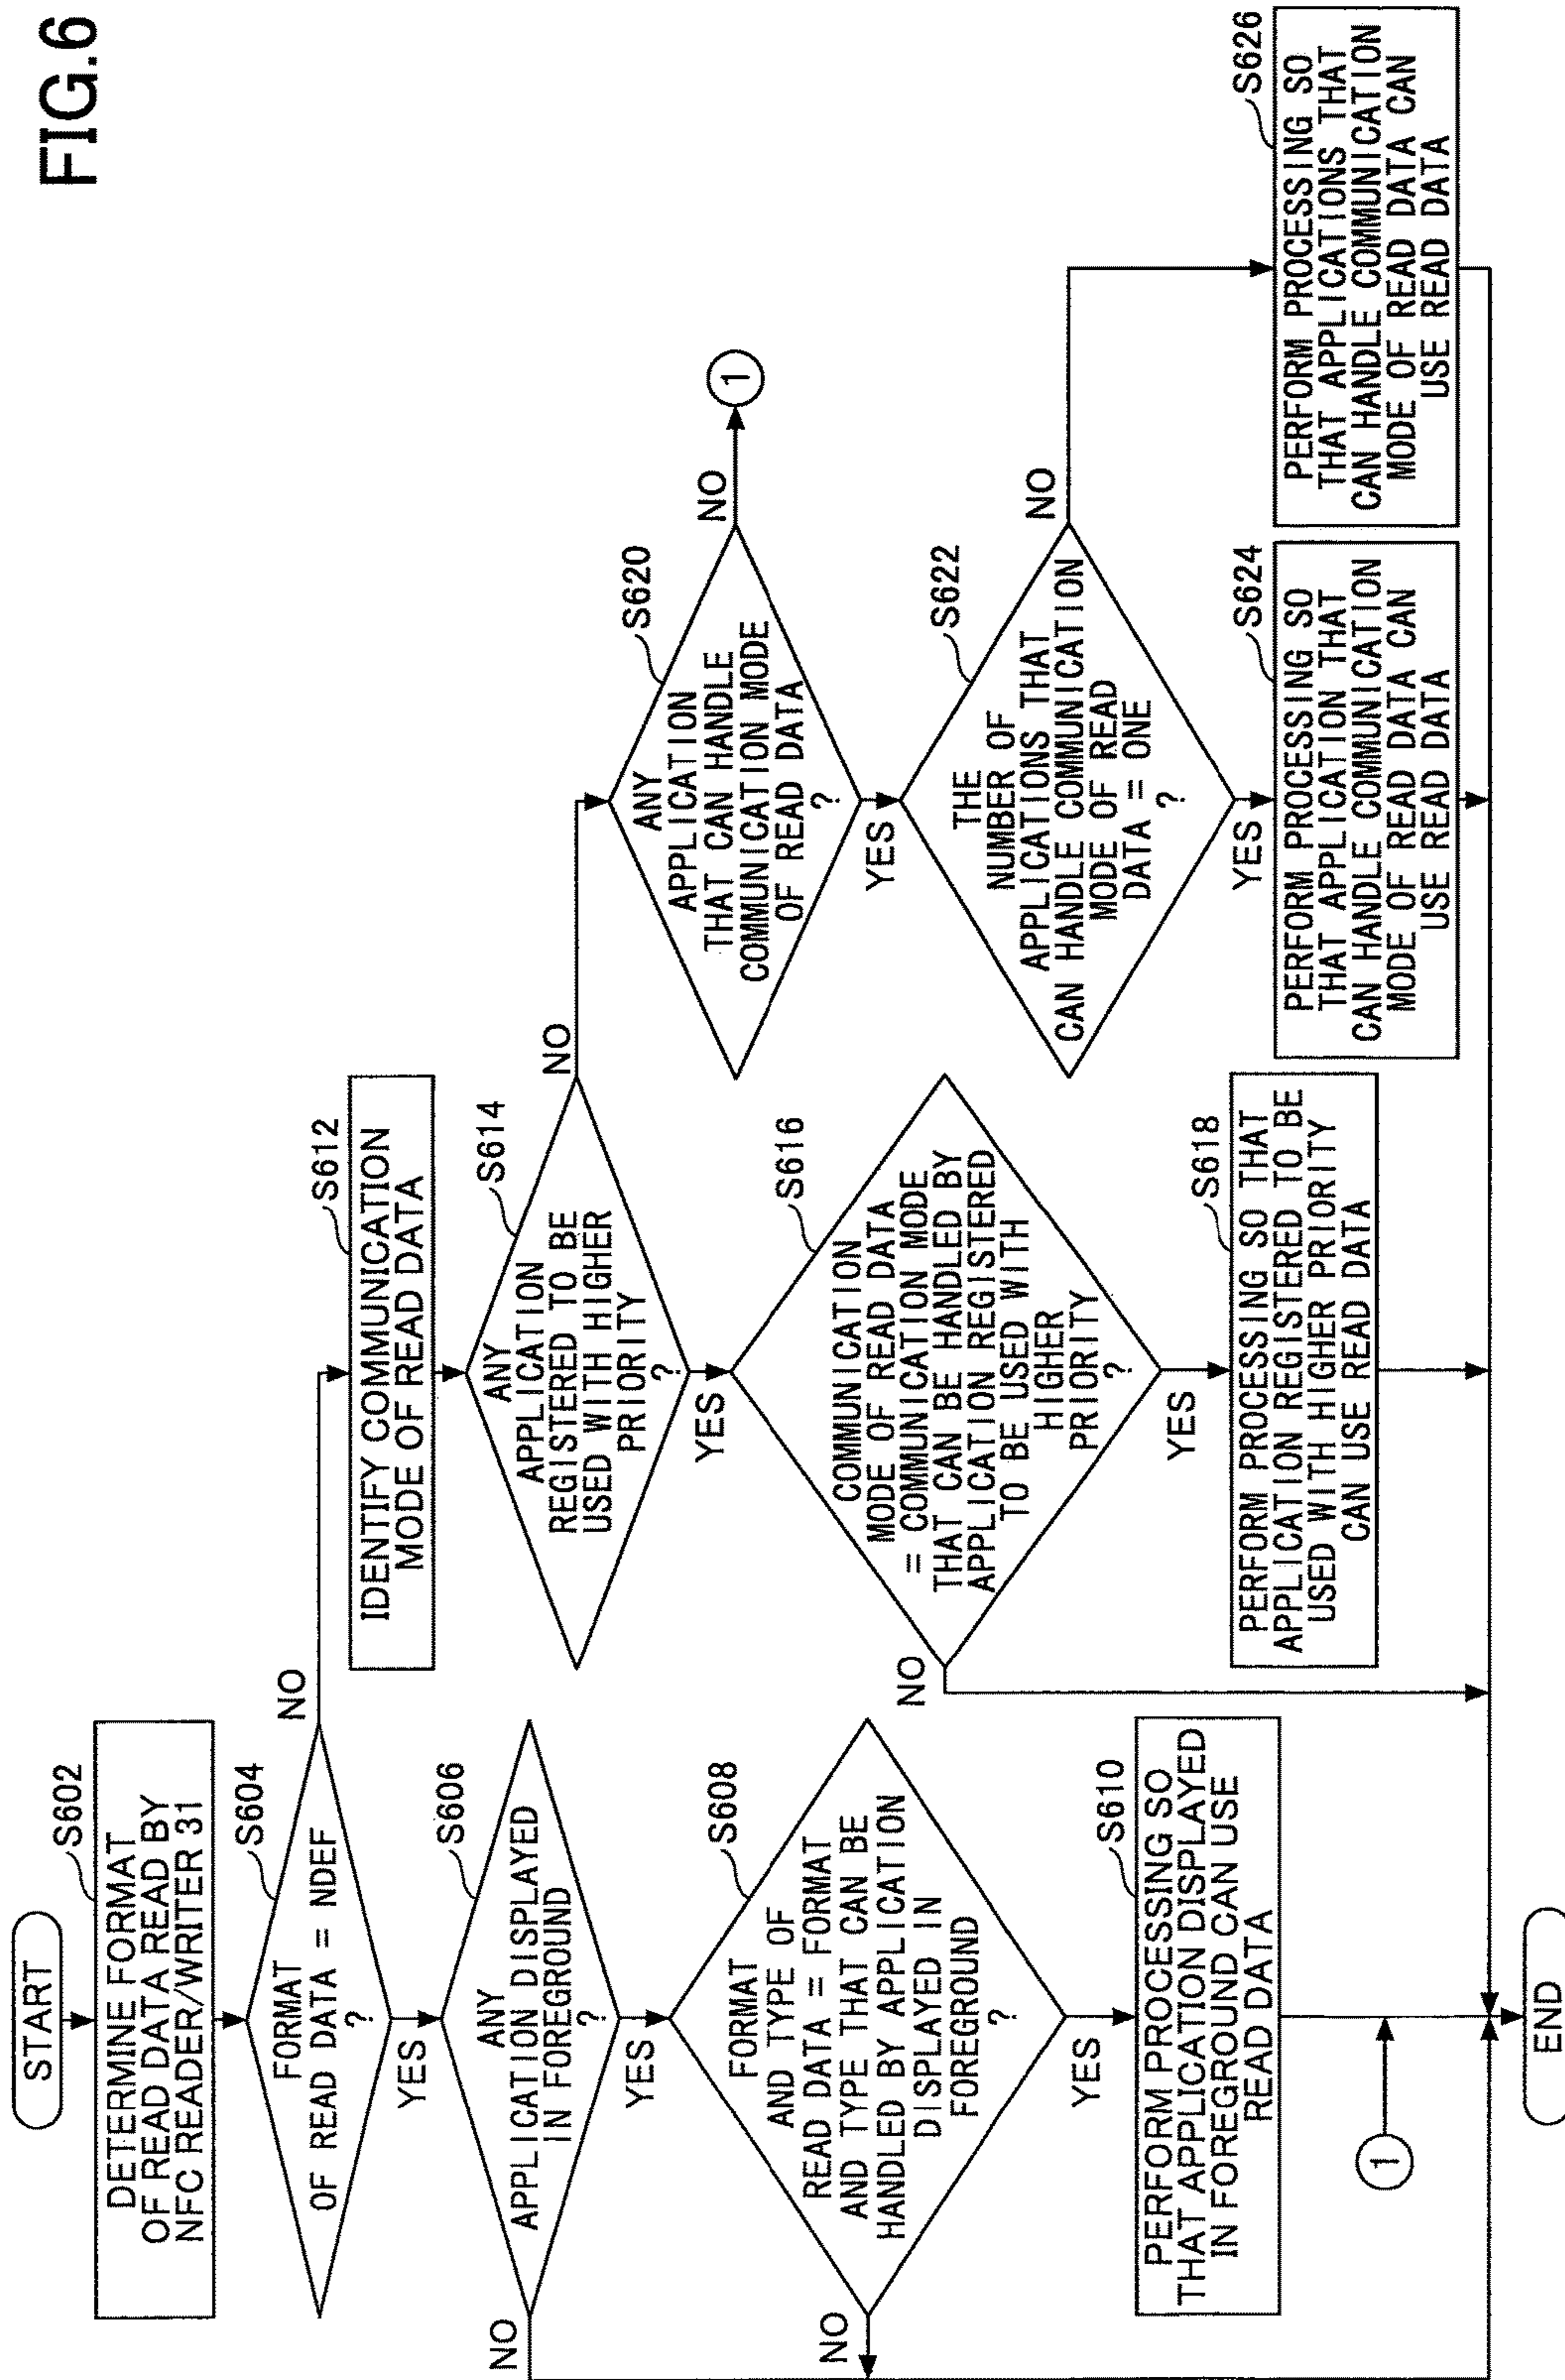 FIG.6
START
S602
DETERMINE FORMAT
OF READ DATA READ BY
NFC READER/WRITER 31
S604
FORMAT
OF READ DATA = NDEF
?
NO
YES
S606
ANY
APPLICATION DISPLAYED
IN FOREGROUND
?
NO
YES
S608
FORMAT
AND TYPE OF
READ DATA = FORMAT
AND TYPE THAT CAN BE
HANDLED BY APPLICATION
DISPLAYED IN
FOREGROUND
?
NO
YES
S610
PERFORM PROCESSING SO
THAT APPLICATION DISPLAYED
IN FOREGROUND CAN USE
READ DATA
1
END
S612
IDENTIFY COMMUNICATION
MODE OF READ DATA
S614
ANY
APPLICATION
REGISTERED TO BE
USED WITH HIGHER
PRIORITY
?
NO
YES
S616
COMMUNICATION
MODE OF READ DATA
= COMMUNICATION MODE
THAT CAN BE HANDLED BY
APPLICATION REGISTERED
TO BE USED WITH
HIGHER
PRIORITY
?
NO
YES
S618
PERFORM PROCESSING SO THAT
APPLICATION REGISTERED TO BE
USED WITH HIGHER PRIORITY
CAN USE READ DATA
S620
ANY
APPLICATION
THAT CAN HANDLE
COMMUNICATION MODE
OF READ DATA
?
NO
1
YES
S622
THE
NUMBER OF
APPLICATIONS THAT
CAN HANDLE COMMUNICATION
MODE OF READ
DATA = ONE
?
NO
YES
S624
PERFORM PROCESSING SO
THAT APPLICATION THAT
CAN HANDLE COMMUNICATION
MODE OF READ DATA CAN
USE READ DATA
S626
PERFORM PROCESSING SO
THAT APPLICATIONS THAT
CAN HANDLE COMMUNICATION
MODE OF READ DATA CAN
USE READ DATA